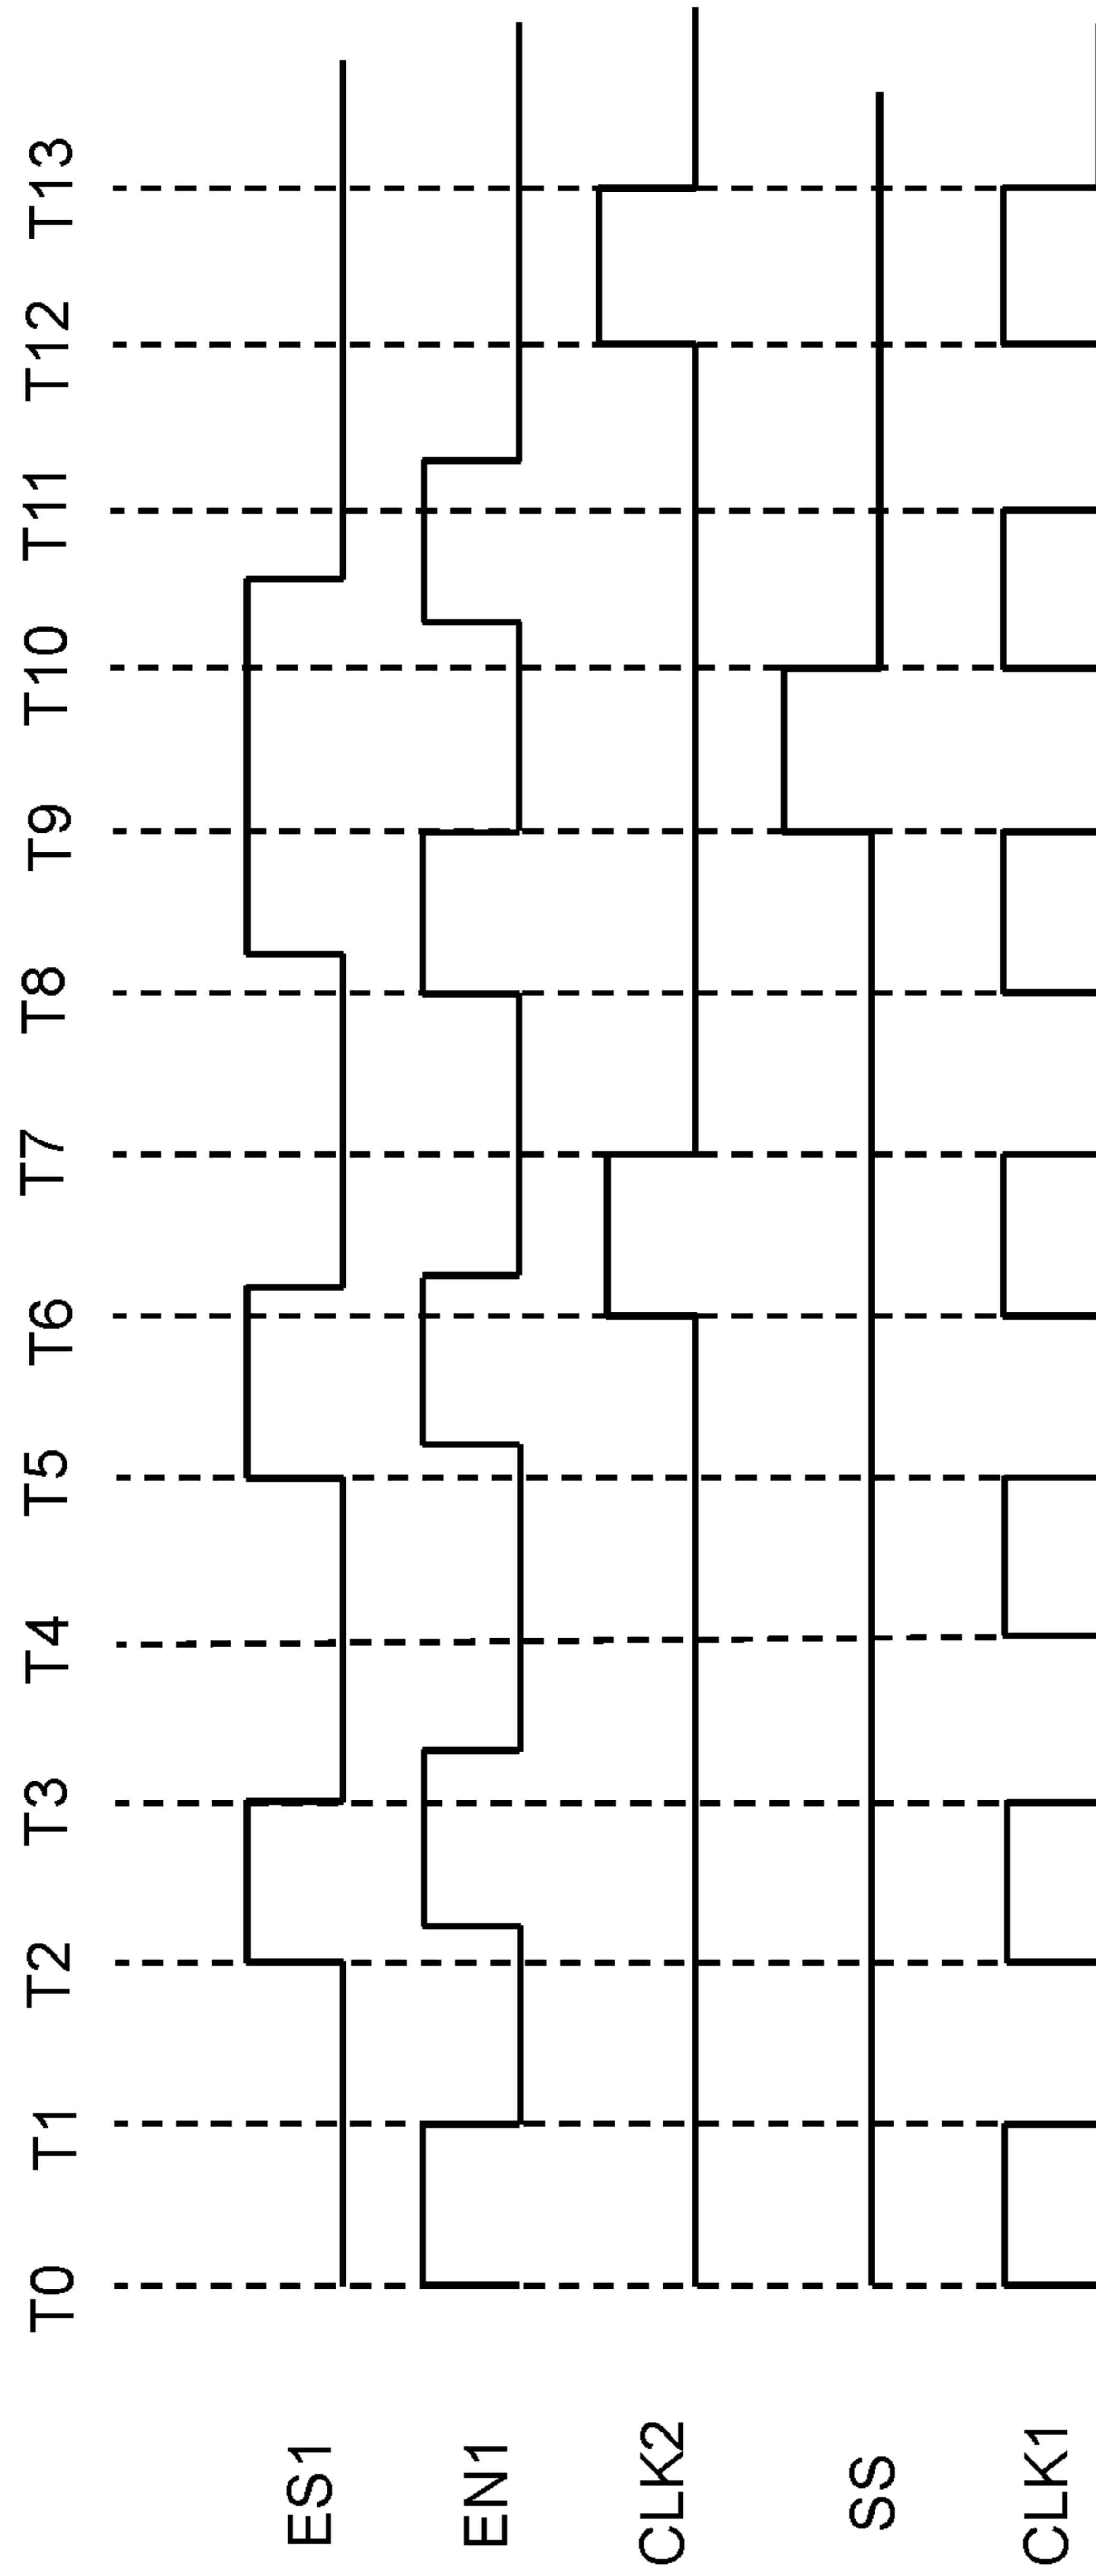 T0 T1 T2 T3 T4 T5 T6 T7 T8 T9 T10 T11 T12 T13
ES1
EN1
CLK2
SS
CLK1